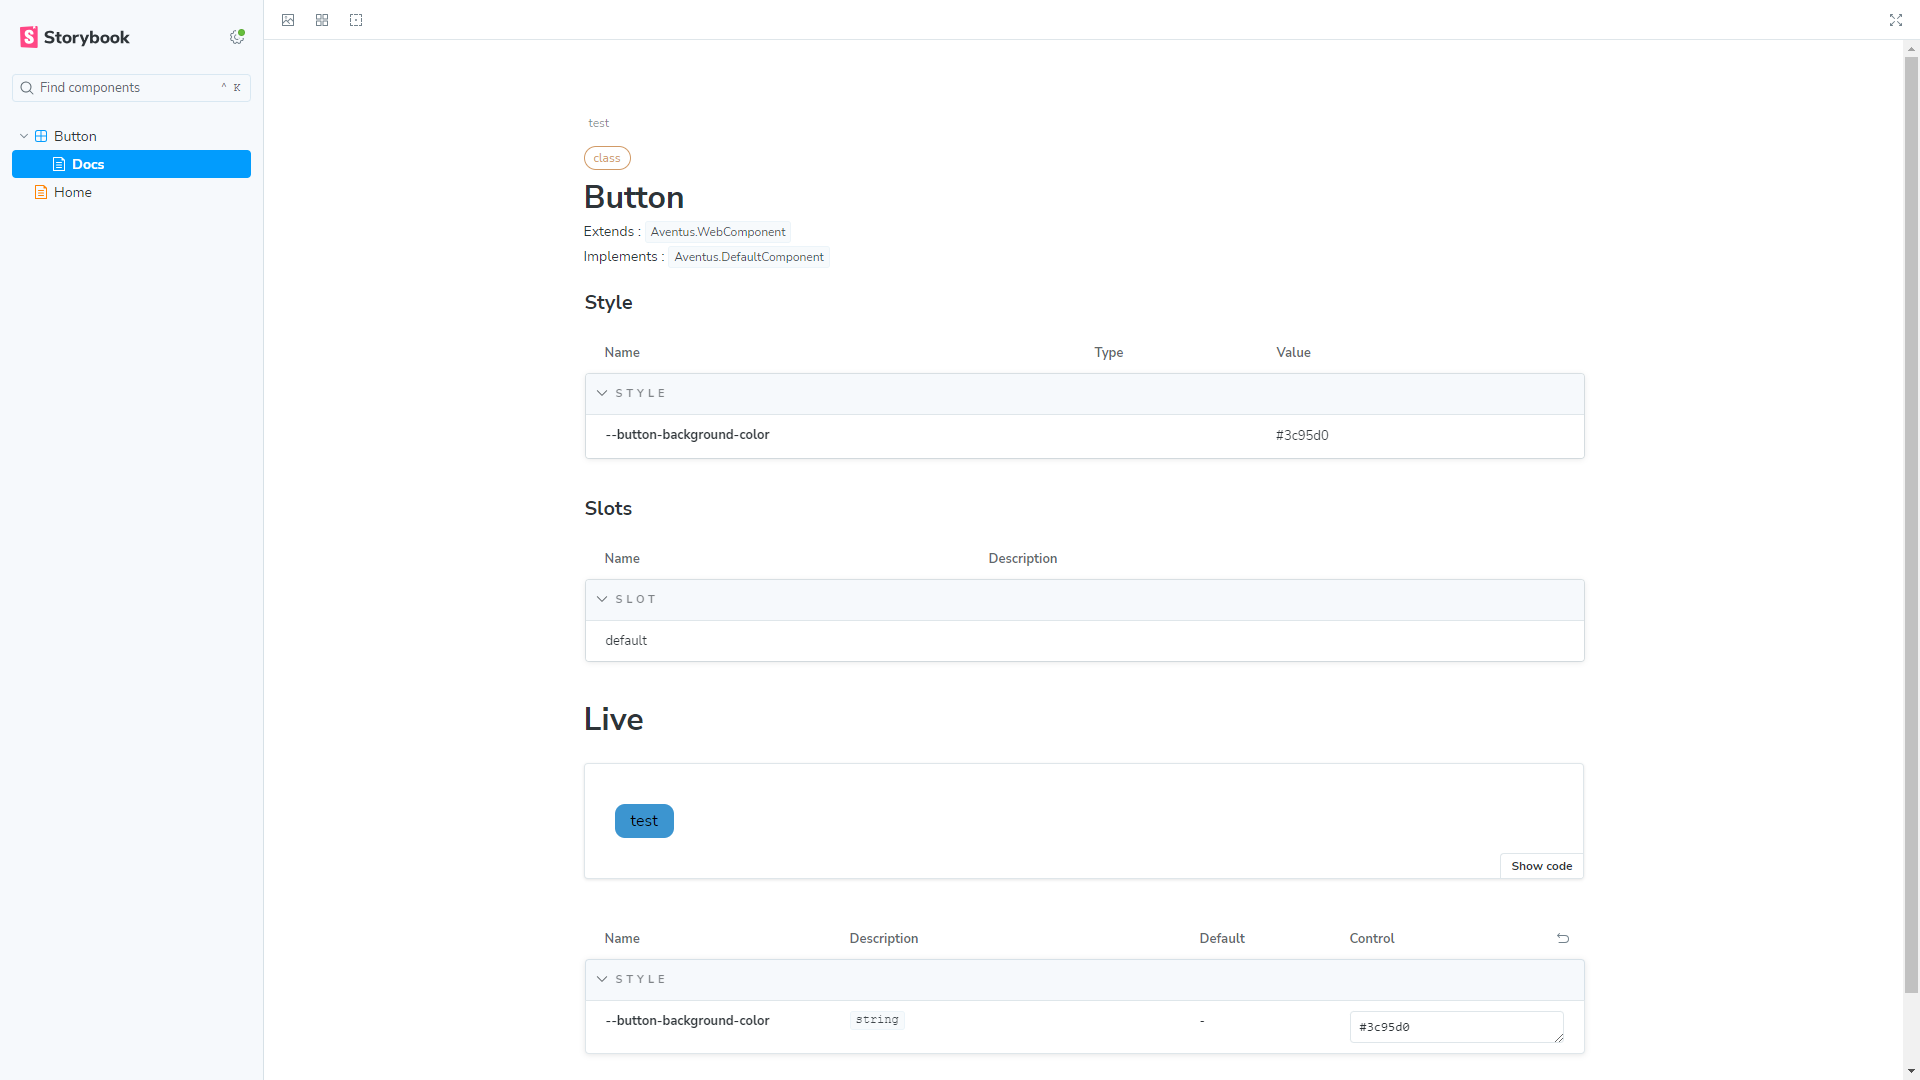 Storybook
Find components
^ K
Button
Docs
Home
test
class
Button
Extends : Aventus.WebComponent
Implements : Aventus.DefaultComponent
Style
Name Type Value
STYLE
--button-background-color #3c95d0
Slots
Name Description
SLOT
default
Live
test
Show code
Name Description Default Control
STYLE
--button-background-color string - #3c95d0